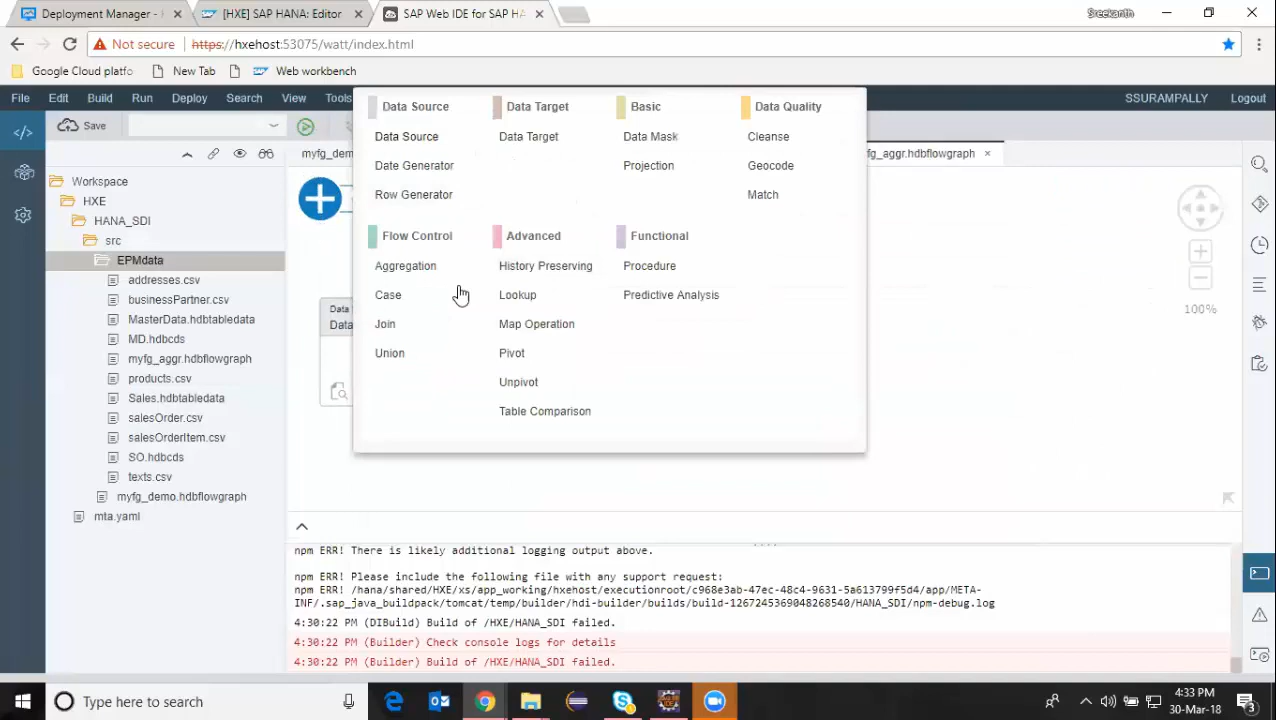 Deployment Manager - ×
[HXE] SAP HANA: Editor ×
SAP Web IDE for SAP HA ×
Sreekanth
Not secure https://hxehost:53075/watt/index.html
Google Cloud platfo New Tab Web workbench
File Edit Build Run Deploy Search View Tools
SSURAMPALLY Logout
Save
myfg_dem
fg_aggr.hdbflowgraph ×
Data Source Data Target Basic Data Quality
Data Source Data Target Data Mask Cleanse
Date Generator Projection Geocode
Row Generator Match
Flow Control Advanced Functional
Aggregation History Preserving Procedure
Case Lookup Predictive Analysis
Join Map Operation
Union Pivot
Unpivot
Table Comparison
Workspace
HXE
HANA_SDI
src
EPMdata
addresses.csv
businessPartner.csv
MasterData.hdbtabledata
MD.hdbcds
myfg_aggr.hdbflowgraph
products.csv
Sales.hdbtabledata
salesOrder.csv
salesOrderItem.csv
SO.hdbcds
texts.csv
myfg_demo.hdbflowgraph
mta.yaml
Data
Data
100%
npm ERR! There is likely additional logging output above.
npm ERR! Please include the following file with any support request:
npm ERR! /hana/shared/HXE/xs/app_working/hxehost/executionroot/c968e3ab-47ec-48c4-9631-5a613799f5d4/app/META-
INF/.sap_java_buildpack/tomcat/temp/builder/hdi-builder/builds/build-1267245369048268540/HANA_SDI/npm-debug.log
4:30:22 PM (DIBuild) Build of /HXE/HANA_SDI failed.
4:30:22 PM (Builder) Check console logs for details
4:30:22 PM (Builder) Build of /HXE/HANA_SDI failed.
Type here to search
4:33 PM
30-Mar-18
3